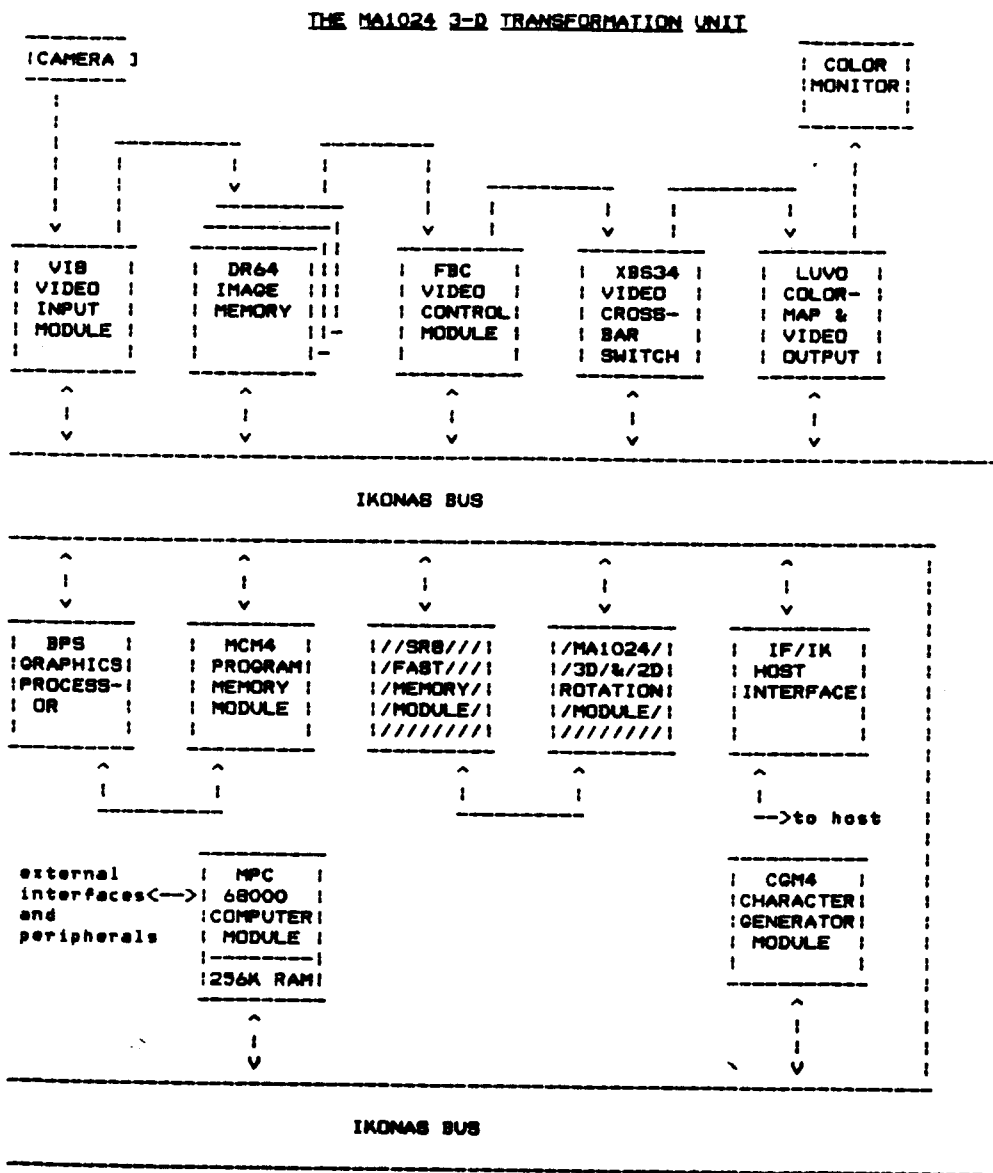 THE MA1024 3-D TRANSFORMATION UNIT
CAMERA ]
COLOR
MONITOR
VI8
VIDEO
INPUT
MODULE
DR64
IMAGE
MEMORY
FBC
VIDEO
CONTROL
MODULE
XBS34
VIDEO
CROSS-
BAR
SWITCH
LUVO
COLOR-
MAP &
VIDEO
OUTPUT
IKONAS BUS
BPS
GRAPHICS
PROCESS-
OR
MCM4
PROGRAM
MEMORY
MODULE
//SR8///
/FAST///
/MEMORY/
/MODULE/
////////
/MA1024/
/3D/&/2D
ROTATION
/MODULE/
////////
IF/IK
HOST
INTERFACE
-->to host
external
interfaces<-->
and
peripherals
MPC
68000
COMPUTER
MODULE
256K RAM
CGM4
CHARACTER
GENERATOR
MODULE
IKONAS BUS